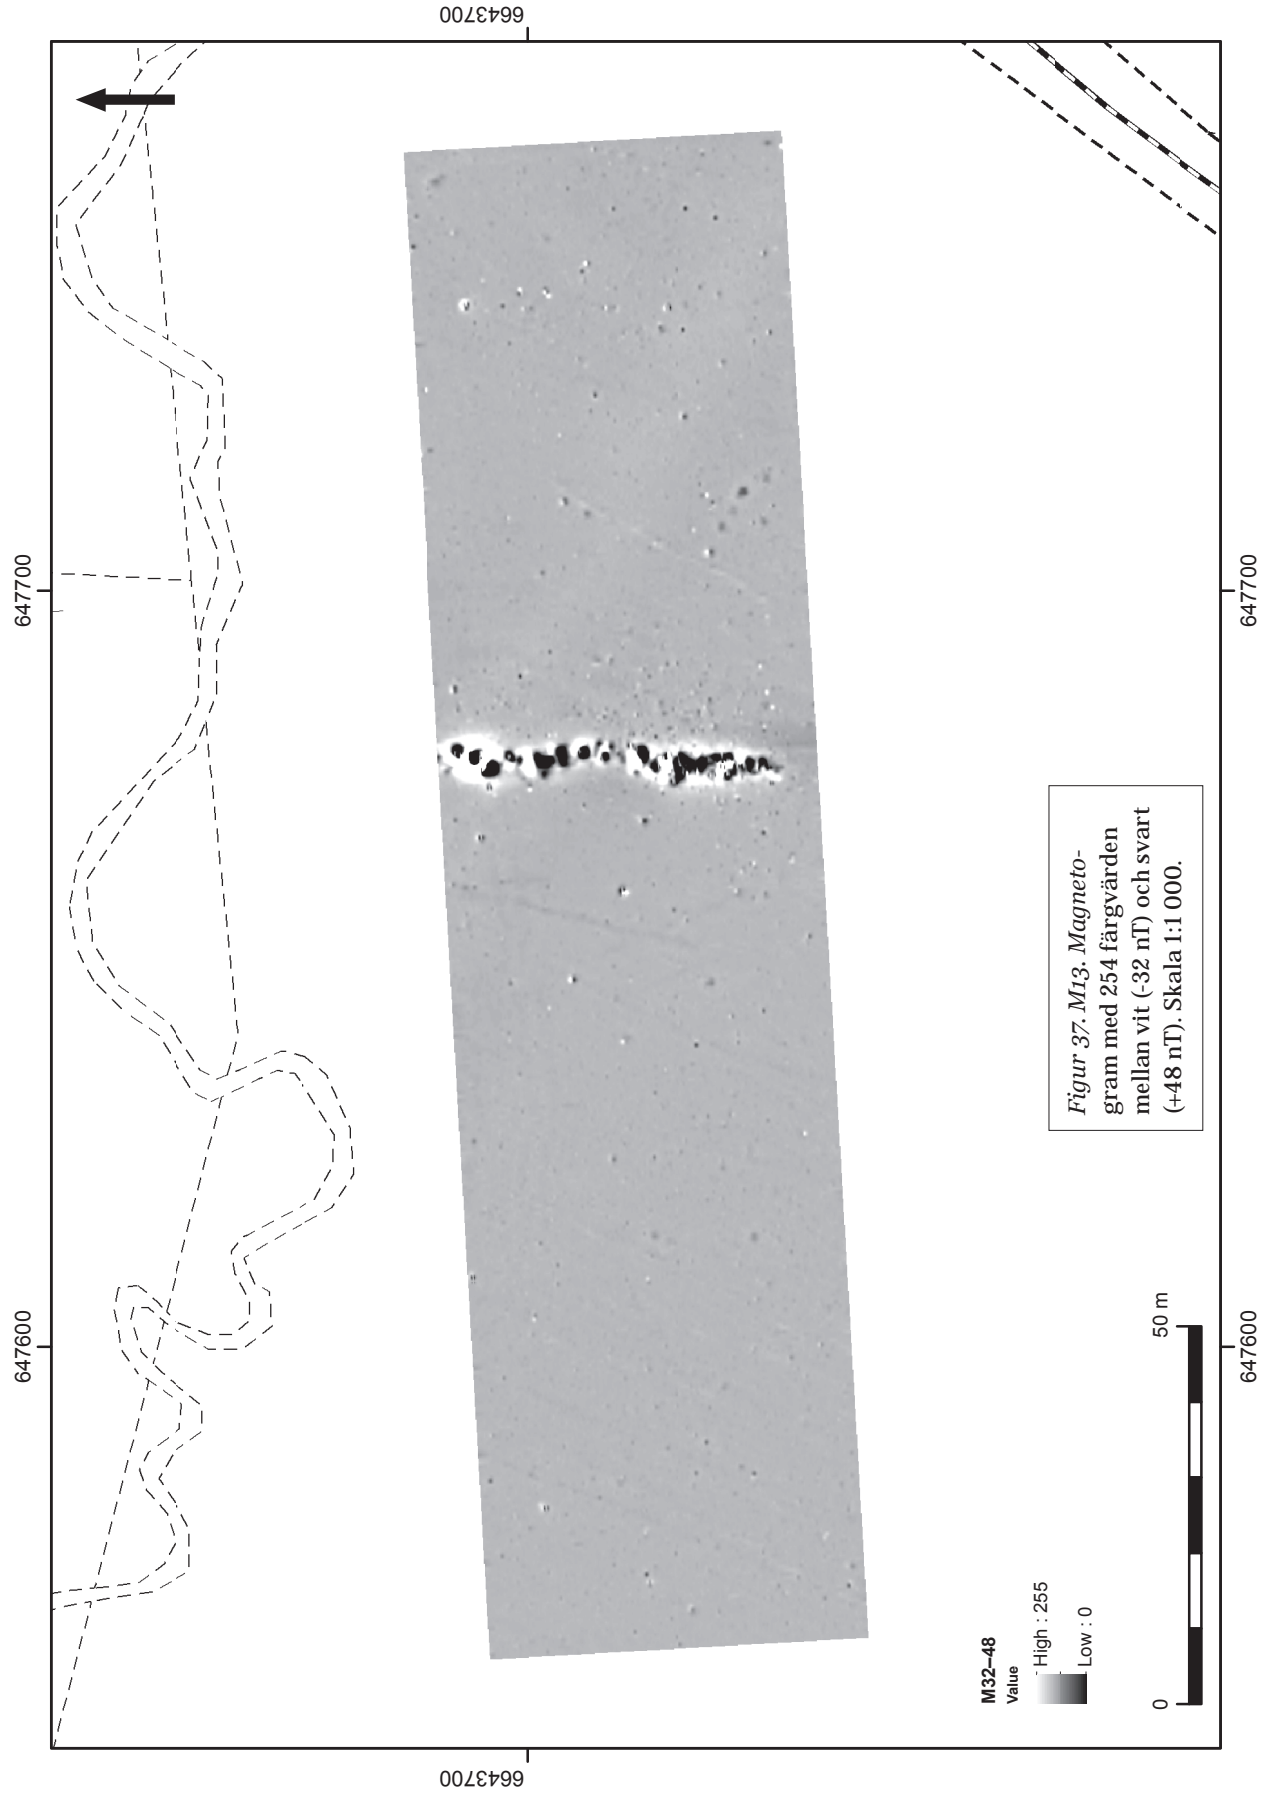 6643700
647700
647700
647600
647600
6643700
M32–48
Value
High : 255
Low : 0
0
50 m
Figur 37. M13. Magneto-
gram med 254 färgvärden
mellan vit (-32 nT) och svart
(+48 nT). Skala 1:1 000.